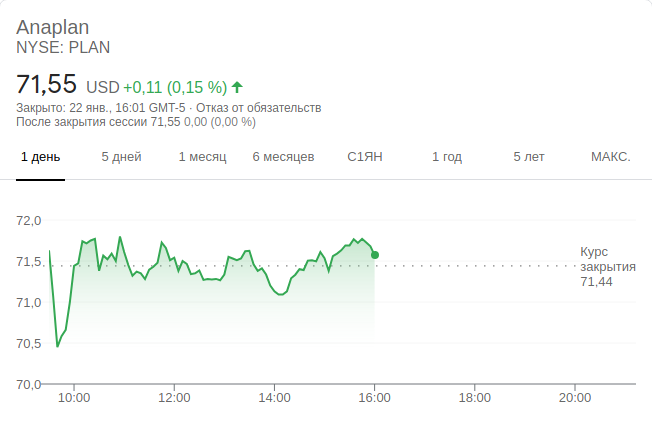 Anaplan
NYSE: PLAN
71,55 USD +0,11 (0,15 %)
Закрыто: 22 янв., 16:01 GMT-5 · Отказ от обязательств
После закрытия сессии 71,55 0,00 (0,00 %)
1 день 5 дней 1 месяц 6 месяцев С1ЯН 1 год 5 лет МАКС.
72,0
71,5
71,0
70,5
70,0
Курс
закрытия
71,44
10:00 12:00 14:00 16:00 18:00 20:00